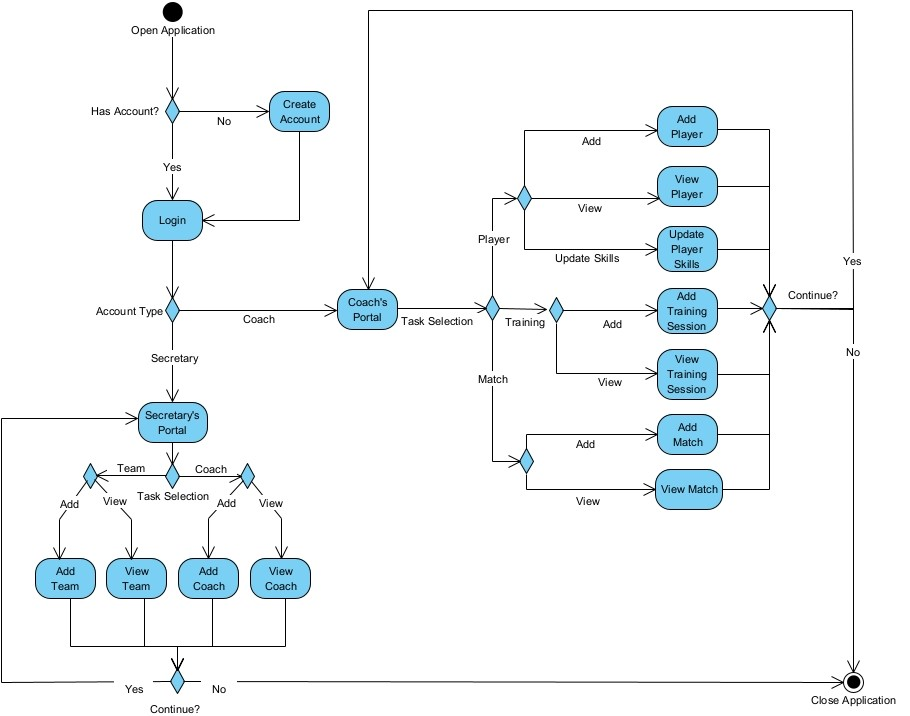 Open Application
Has Account?
No
Create
Account
Yes
Login
Account Type
Coach
Secretary
Secretary's
Portal
Team
Coach
Task Selection
Add
View
Add
View
Add
Team
View
Team
Add
Coach
View
Coach
Yes
No
Continue?
Coach's
Portal
Task Selection
Player
Training
Match
Add
View
Update Skills
Add
View
Add
View
Add
Player
View
Player
Update
Player
Skills
Add
Training
Session
View
Training
Session
Add
Match
View Match
Continue?
Yes
No
Close Application